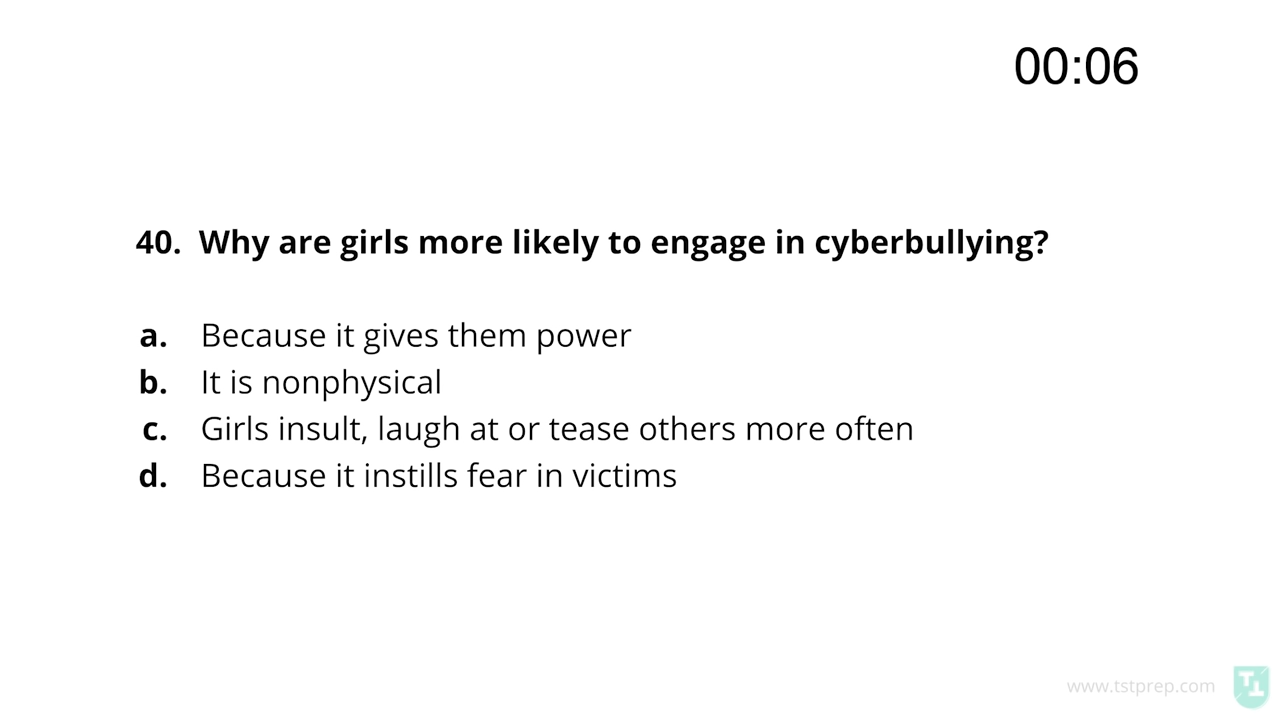 00:06
40. Why are girls more likely to engage in cyberbullying?
a. Because it gives them power
b. It is nonphysical
c. Girls insult, laugh at or tease others more often
d. Because it instills fear in victims
www.tstprep.com